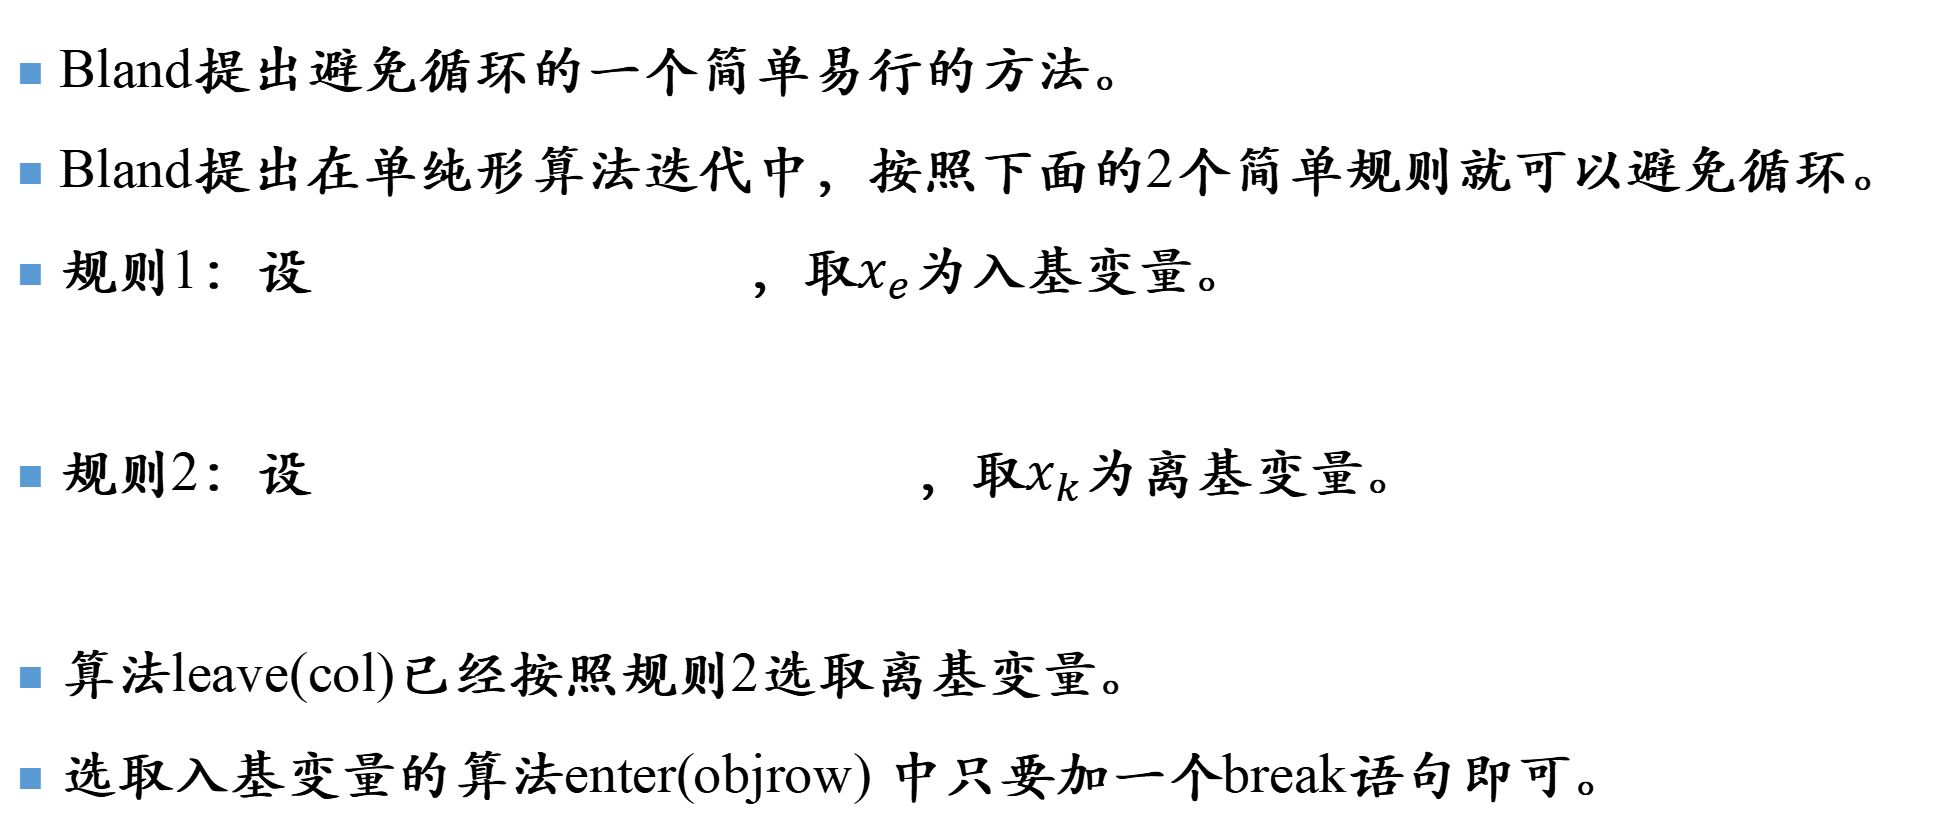 Bland提出避免循环的一个简单易行的方法。
Bland提出在单纯形算法迭代中，按照下面的2个简单规则就可以避免循环。
规则1：设 ，取xₑ为入基变量。
规则2：设 ，取xₖ为离基变量。
算法leave(col)已经按照规则2选取离基变量。
选取入基变量的算法enter(objrow) 中只要加一个break语句即可。